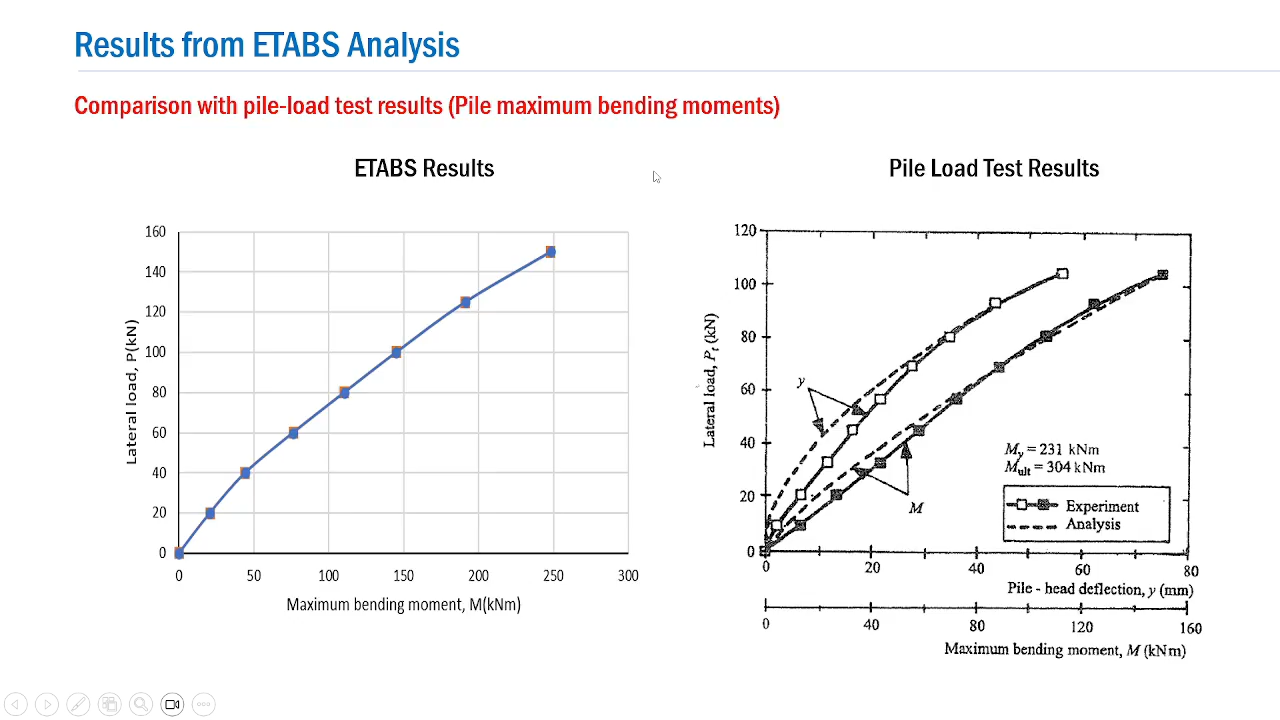 Results from ETABS Analysis
Comparison with pile-load test results (Pile maximum bending moments)
ETABS Results
160
140
120
100
80
60
40
20
0
0 50 100 150 200 250 300
Lateral load, P(kN)
Maximum bending moment, M(kNm)
Pile Load Test Results
120
100
80
60
40
20
0
Lateral load, Pt (kN)
y
M
My = 231 kNm
Mult = 304 kNm
Experiment
Analysis
0 20 40 60 80
Pile - head deflection, y (mm)
0 40 80 120 160
Maximum bending moment, M (kNm)